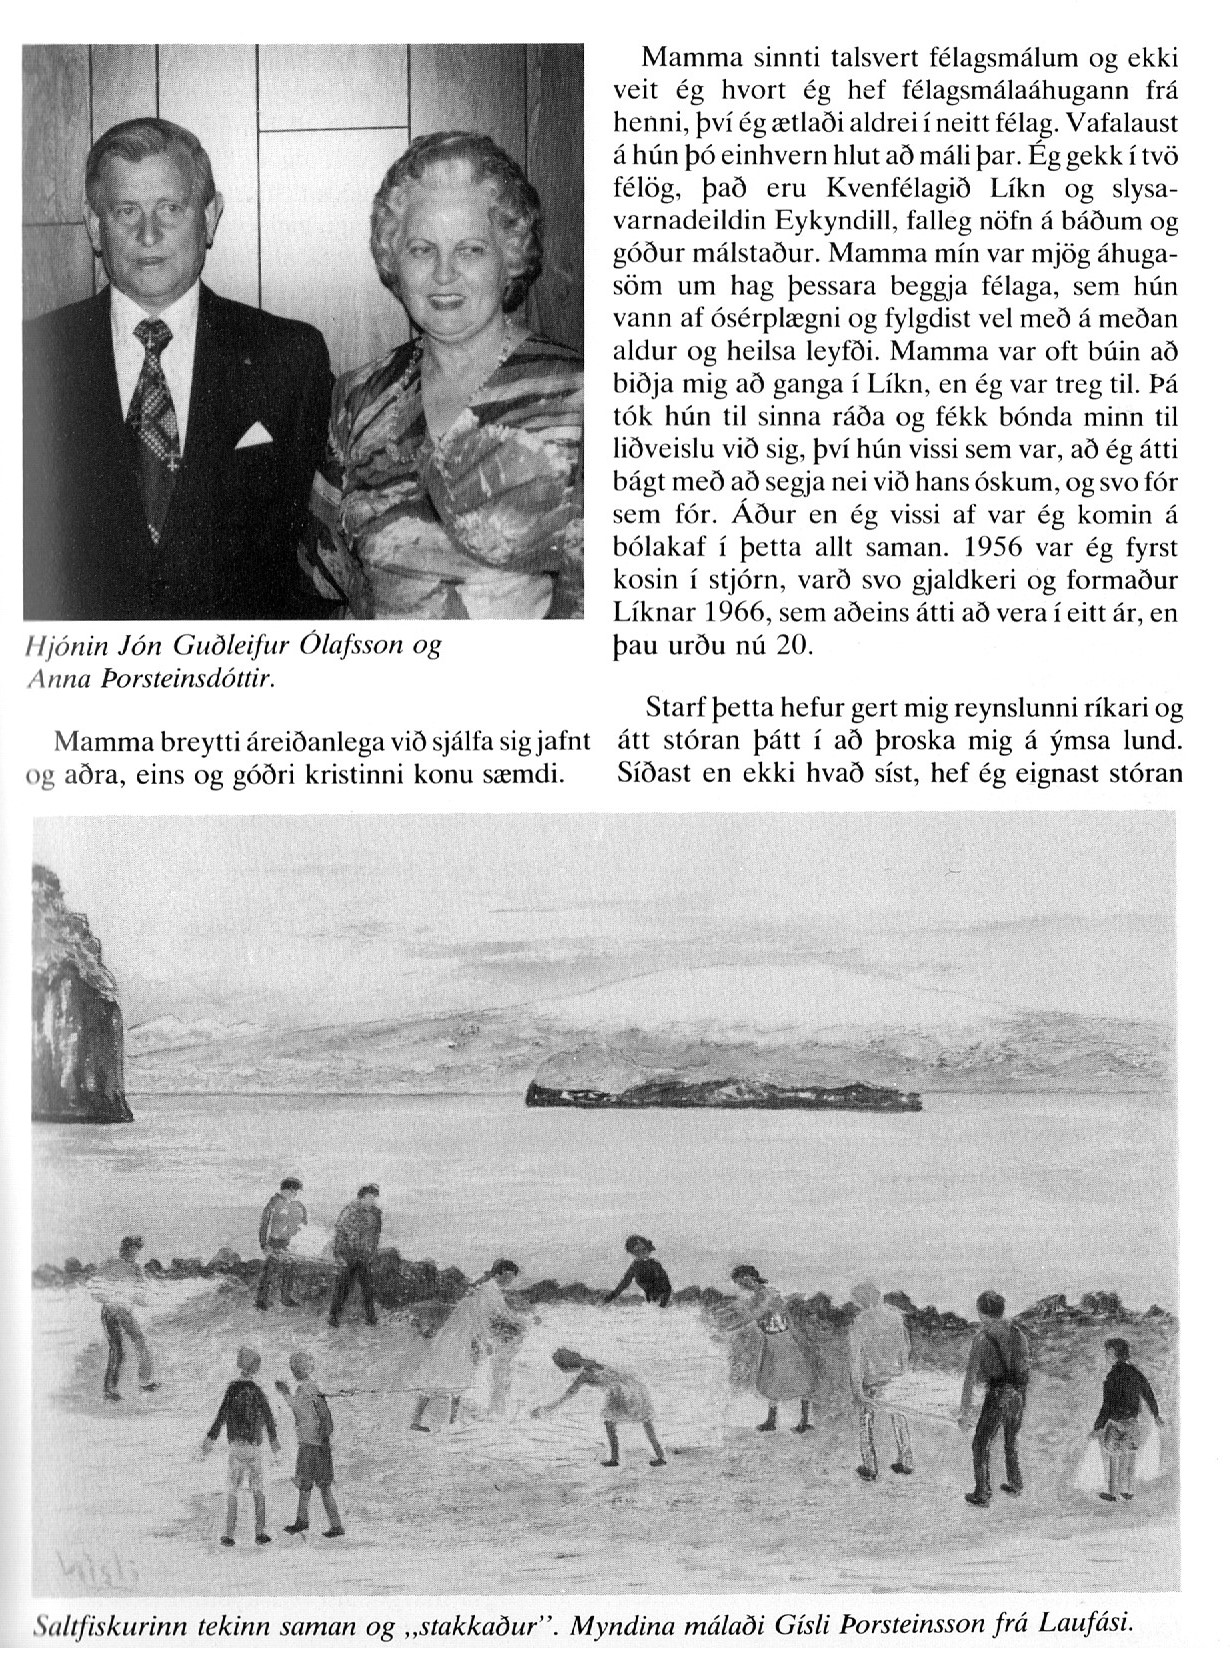 Hjónin Jón Guðleifur Ólafsson og
Anna Þorsteinsdóttir.
Mamma breytti áreiðanlega við sjálfa sig jafnt
og aðra, eins og góðri kristinni konu sæmdi.
Mamma sinnti talsvert félagsmálum og ekki
veit ég hvort ég hef félagsmálaáhugann frá
henni, því ég ætlaði aldrei í neitt félag. Vafalaust
á hún þó einhvern hlut að máli þar. Ég gekk í tvö
félög, það eru Kvenfélagið Líkn og slysa-
varnadeildin Eykyndill, falleg nöfn á báðum og
góður málstaður. Mamma mín var mjög áhuga-
söm um hag þessara beggja félaga, sem hún
vann af ósérplægni og fylgdist vel með á meðan
aldur og heilsa leyfði. Mamma var oft búin að
biðja mig að ganga í Líkn, en ég var treg til. Þá
tók hún til sinna ráða og fékk bónda minn til
liðveislu við sig, því hún vissi sem var, að ég átti
bágt með að segja nei við hans óskum, og svo fór
sem fór. Áður en ég vissi af var ég komin á
bólakaf í þetta allt saman. 1956 var ég fyrst
kosin í stjórn, varð svo gjaldkeri og formaður
Líknar 1966, sem aðeins átti að vera í eitt ár, en
þau urðu nú 20.
Starf þetta hefur gert mig reynslunni ríkari og
átt stóran þátt í að þroska mig á ýmsa lund.
Síðast en ekki hvað síst, hef ég eignast stóran
Gísli
Saltfiskurinn tekinn saman og „stakkaður”. Myndina málaði Gísli Þorsteinsson frá Laufási.